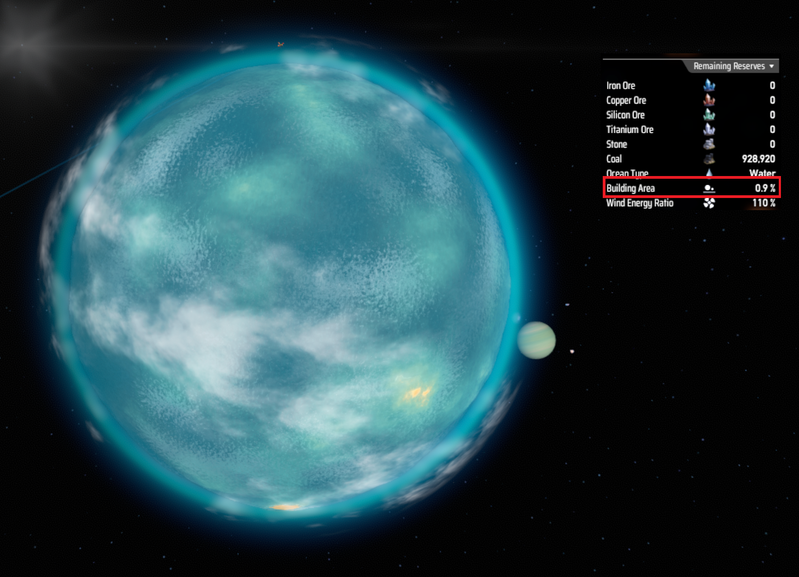 Remaining Reserves
Iron Ore 0
Copper Ore 0
Silicon Ore 0
Titanium Ore 0
Stone 0
Coal 928,920
Ocean Type Water
Building Area 0.9 %
Wind Energy Ratio 110 %